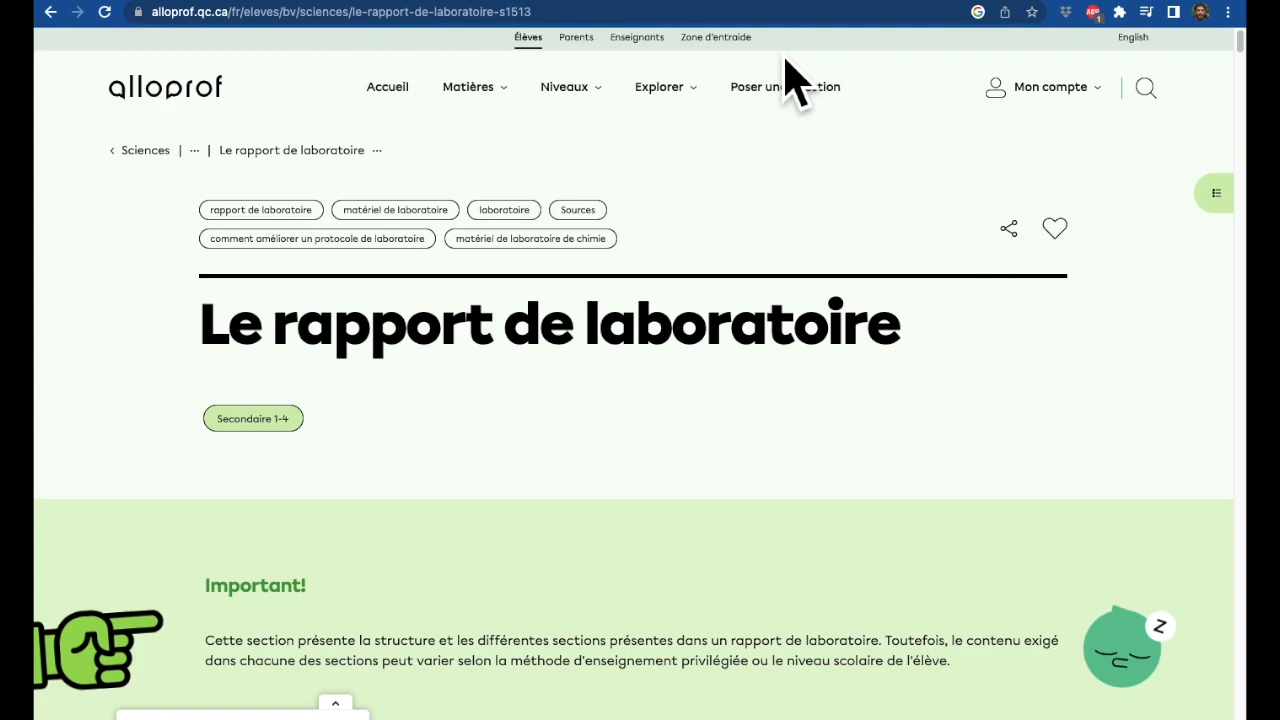 alloprof.qc.ca/fr/eleves/bv/sciences/le-rapport-de-laboratoire-s1513
Élèves Parents Enseignants Zone d'entraide English
alloprof Accueil Matières Niveaux Explorer Poser un tion Mon compte
Sciences | ... | Le rapport de laboratoire ...
rapport de laboratoire matériel de laboratoire laboratoire Sources
comment améliorer un protocole de laboratoire matériel de laboratoire de chimie
Le rapport de laboratoire
Secondaire 1-4
Important!
Cette section présente la structure et les différentes sections présentes dans un rapport de laboratoire. Toutefois, le contenu exigé
dans chacune des sections peut varier selon la méthode d'enseignement privilégiée ou le niveau scolaire de l'élève.
Z